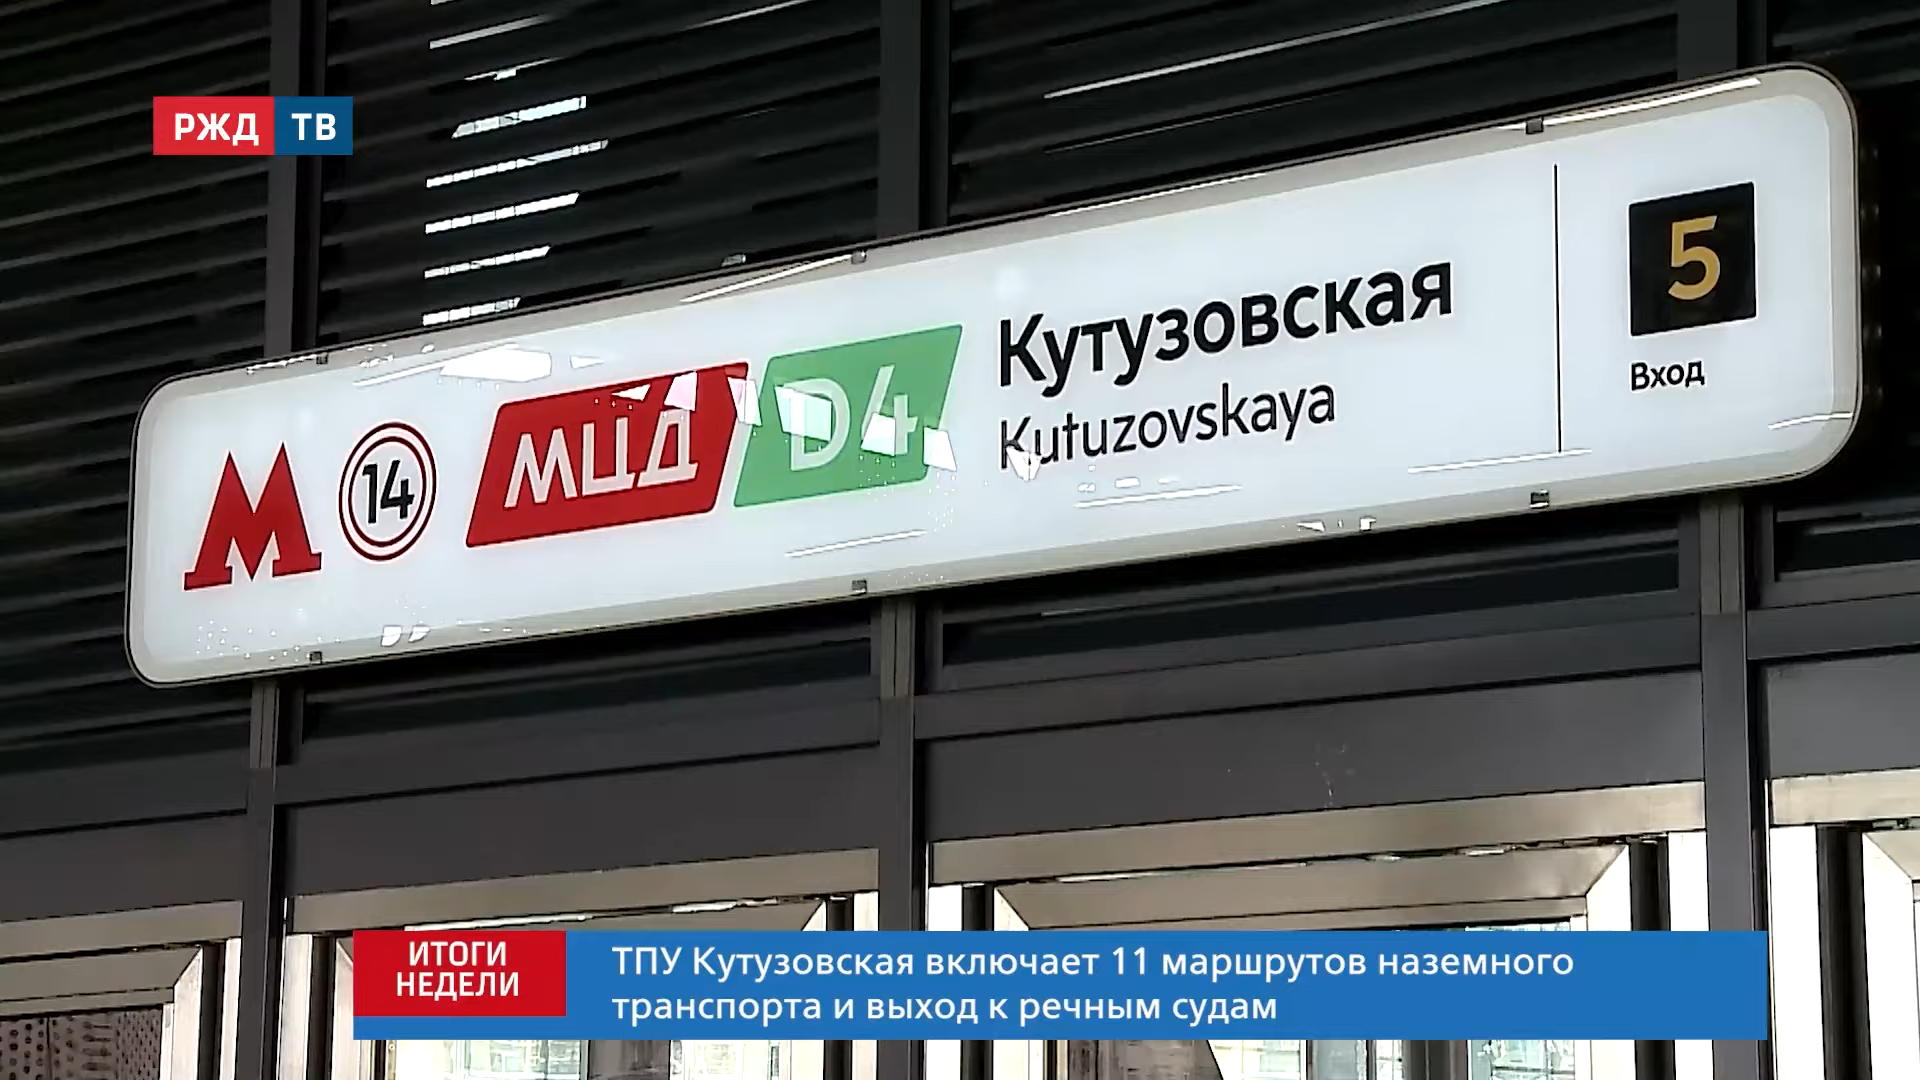 РЖД ТВ
М 14 МЦД D4 Кутузовская
Kutuzovskaya
5
Вход
ИТОГИ
НЕДЕЛИ
ТПУ Кутузовская включает 11 маршрутов наземного
транспорта и выход к речным судам